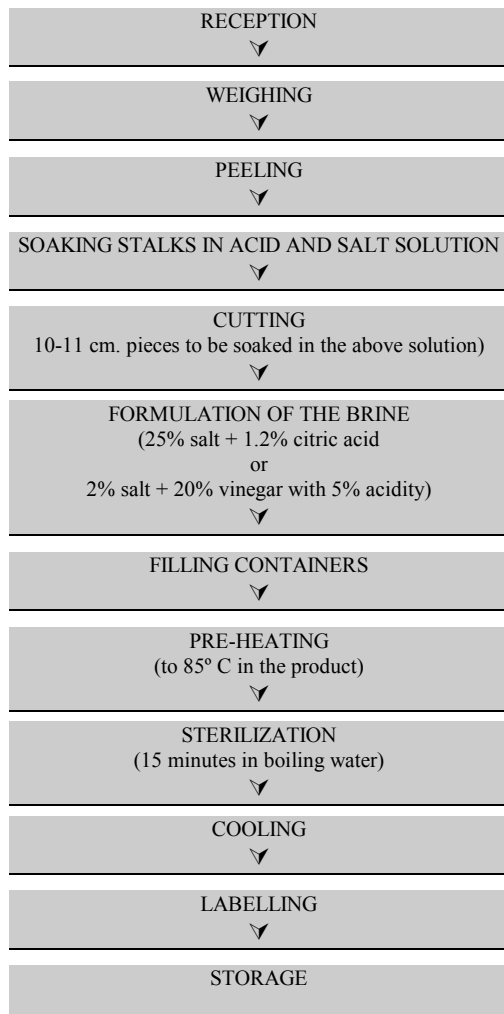 RECEPTION
WEIGHING
PEELING
SOAKING STALKS IN ACID AND SALT SOLUTION
CUTTING
10-11 cm. pieces to be soaked in the above solution)
FORMULATION OF THE BRINE
(25% salt + 1.2% citric acid
or
2% salt + 20% vinegar with 5% acidity)
FILLING CONTAINERS
PRE-HEATING
(to 85º C in the product)
STERILIZATION
(15 minutes in boiling water)
COOLING
LABELLING
STORAGE